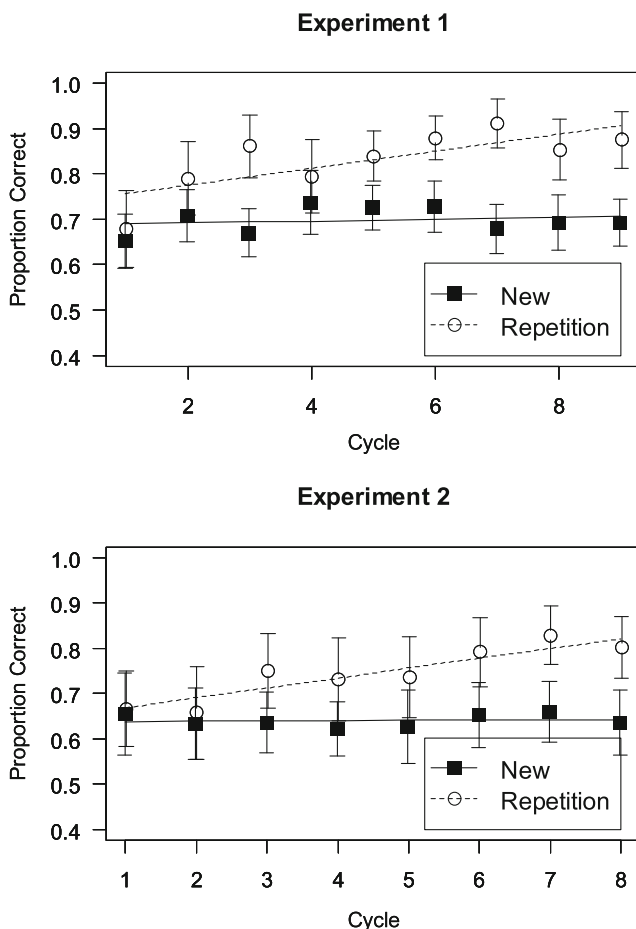 Experiment 1
Proportion Correct
1.0
0.9
0.8
0.7
0.6
0.5
0.4
New
Repetition
2 4 6 8
Cycle
Experiment 2
Proportion Correct
1.0
0.9
0.8
0.7
0.6
0.5
0.4
New
Repetition
1 2 3 4 5 6 7 8
Cycle